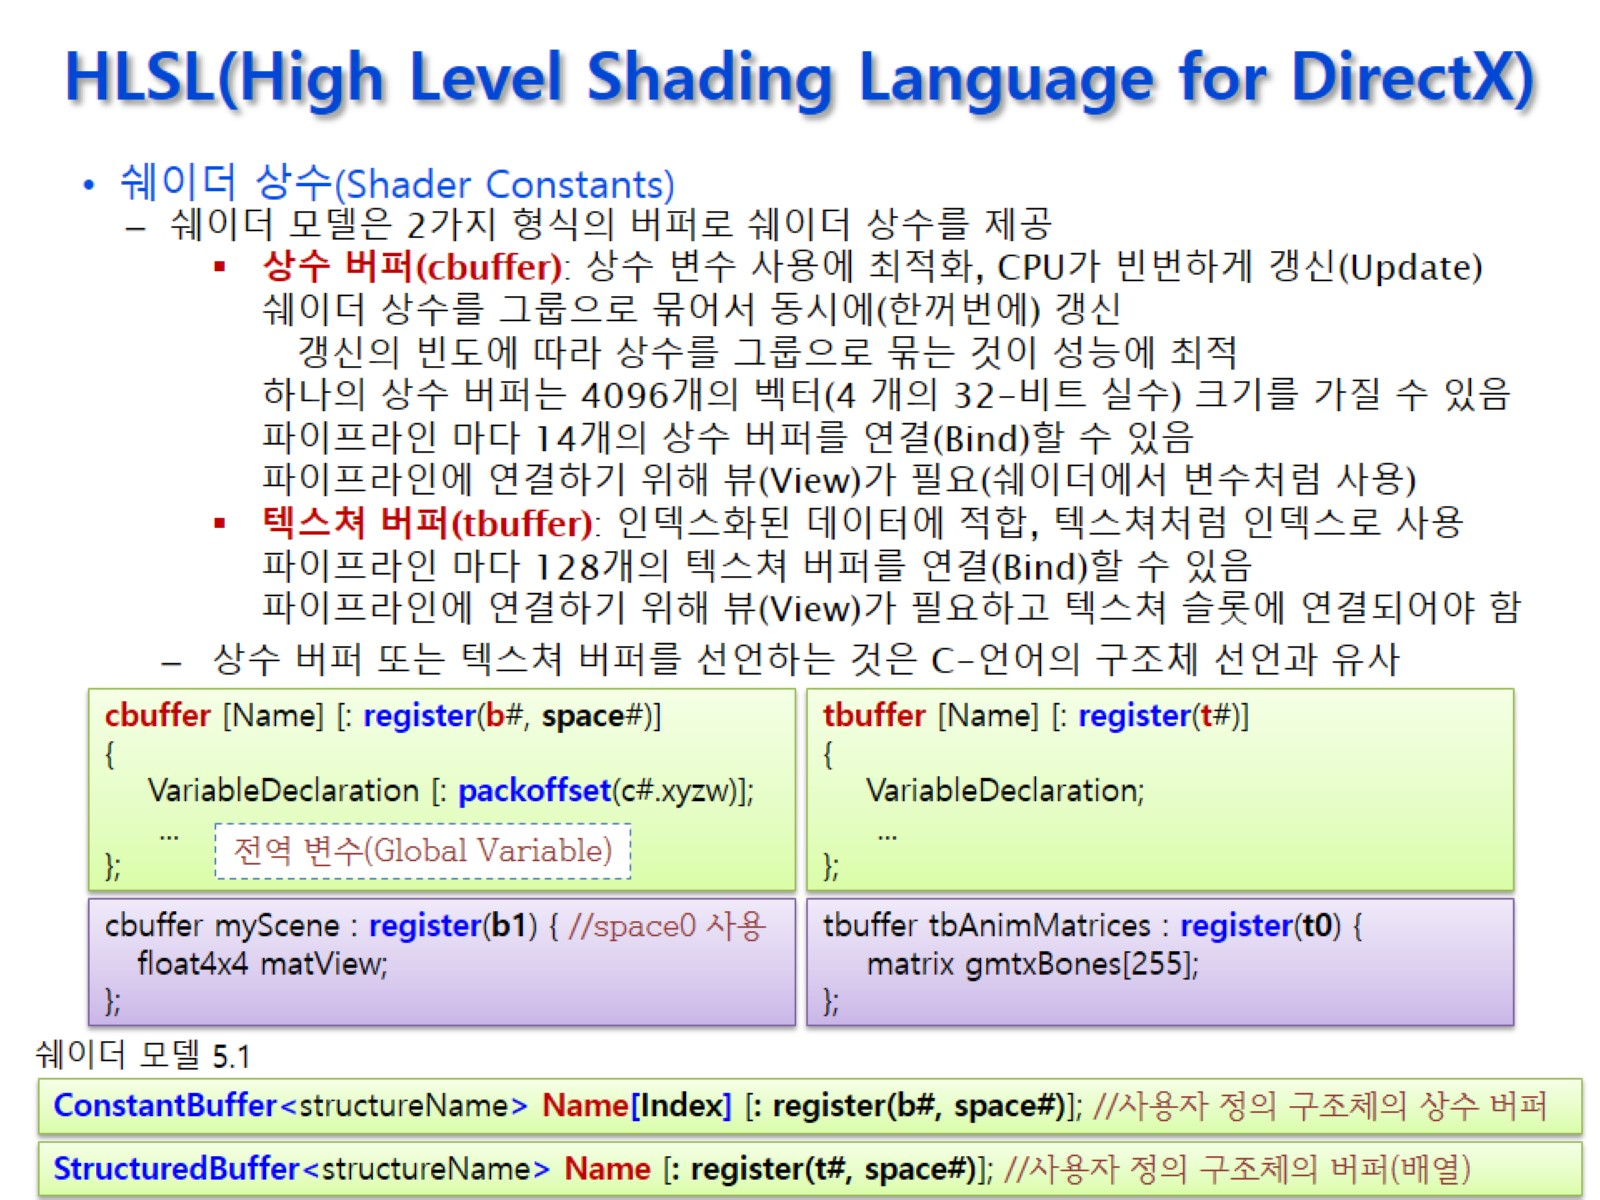 HLSL(High Level Shading Language for DirectX)
• 쉐이더 상수(Shader Constants)
– 쉐이더 모델은 2가지 형식의 버퍼로 쉐이더 상수를 제공
▪ 상수 버퍼(cbuffer): 상수 변수 사용에 최적화, CPU가 빈번하게 갱신(Update)
쉐이더 상수를 그룹으로 묶어서 동시에(한꺼번에) 갱신
갱신의 빈도에 따라 상수를 그룹으로 묶는 것이 성능에 최적
하나의 상수 버퍼는 4096개의 벡터(4 개의 32-비트 실수) 크기를 가질 수 있음
파이프라인 마다 14개의 상수 버퍼를 연결(Bind)할 수 있음
파이프라인에 연결하기 위해 뷰(View)가 필요(쉐이더에서 변수처럼 사용)
▪ 텍스쳐 버퍼(tbuffer): 인덱스화된 데이터에 적합, 텍스쳐처럼 인덱스로 사용
파이프라인 마다 128개의 텍스쳐 버퍼를 연결(Bind)할 수 있음
파이프라인에 연결하기 위해 뷰(View)가 필요하고 텍스쳐 슬롯에 연결되어야 함
– 상수 버퍼 또는 텍스쳐 버퍼를 선언하는 것은 C-언어의 구조체 선언과 유사
cbuffer [Name] [: register(b#, space#)]
{
VariableDeclaration [: packoffset(c#.xyzw)];
...
전역 변수(Global Variable)
};
tbuffer [Name] [: register(t#)]
{
VariableDeclaration;
...
};
cbuffer myScene : register(b1) { //space0 사용
float4x4 matView;
};
tbuffer tbAnimMatrices : register(t0) {
matrix gmtxBones[255];
};
쉐이더 모델 5.1
ConstantBuffer<structureName> Name[Index] [: register(b#, space#)]; //사용자 정의 구조체의 상수 버퍼
StructuredBuffer<structureName> Name [: register(t#, space#)]; //사용자 정의 구조체의 버퍼(배열)